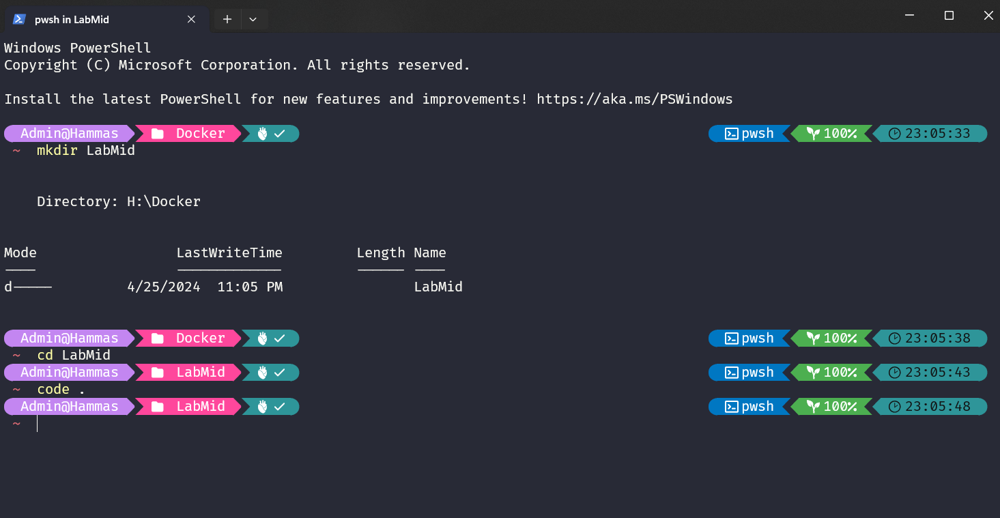 pwsh in LabMid
Windows PowerShell
Copyright (C) Microsoft Corporation. All rights reserved.
Install the latest PowerShell for new features and improvements! https://aka.ms/PSWindows
Admin@Hammas Docker pwsh 100% 23:05:33
~ mkdir LabMid
Directory: H:\Docker
Mode LastWriteTime Length Name
---- ------------- ------ ----
d----- 4/25/2024 11:05 PM LabMid
Admin@Hammas Docker pwsh 100% 23:05:38
~ cd LabMid
Admin@Hammas LabMid pwsh 100% 23:05:43
~ code .
Admin@Hammas LabMid pwsh 100% 23:05:48
~